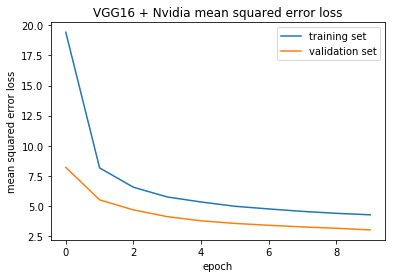 VGG16 + Nvidia mean squared error loss
20.0
17.5
15.0
12.5
10.0
7.5
5.0
2.5
mean squared error loss
training set
validation set
0 2 4 6 8
epoch